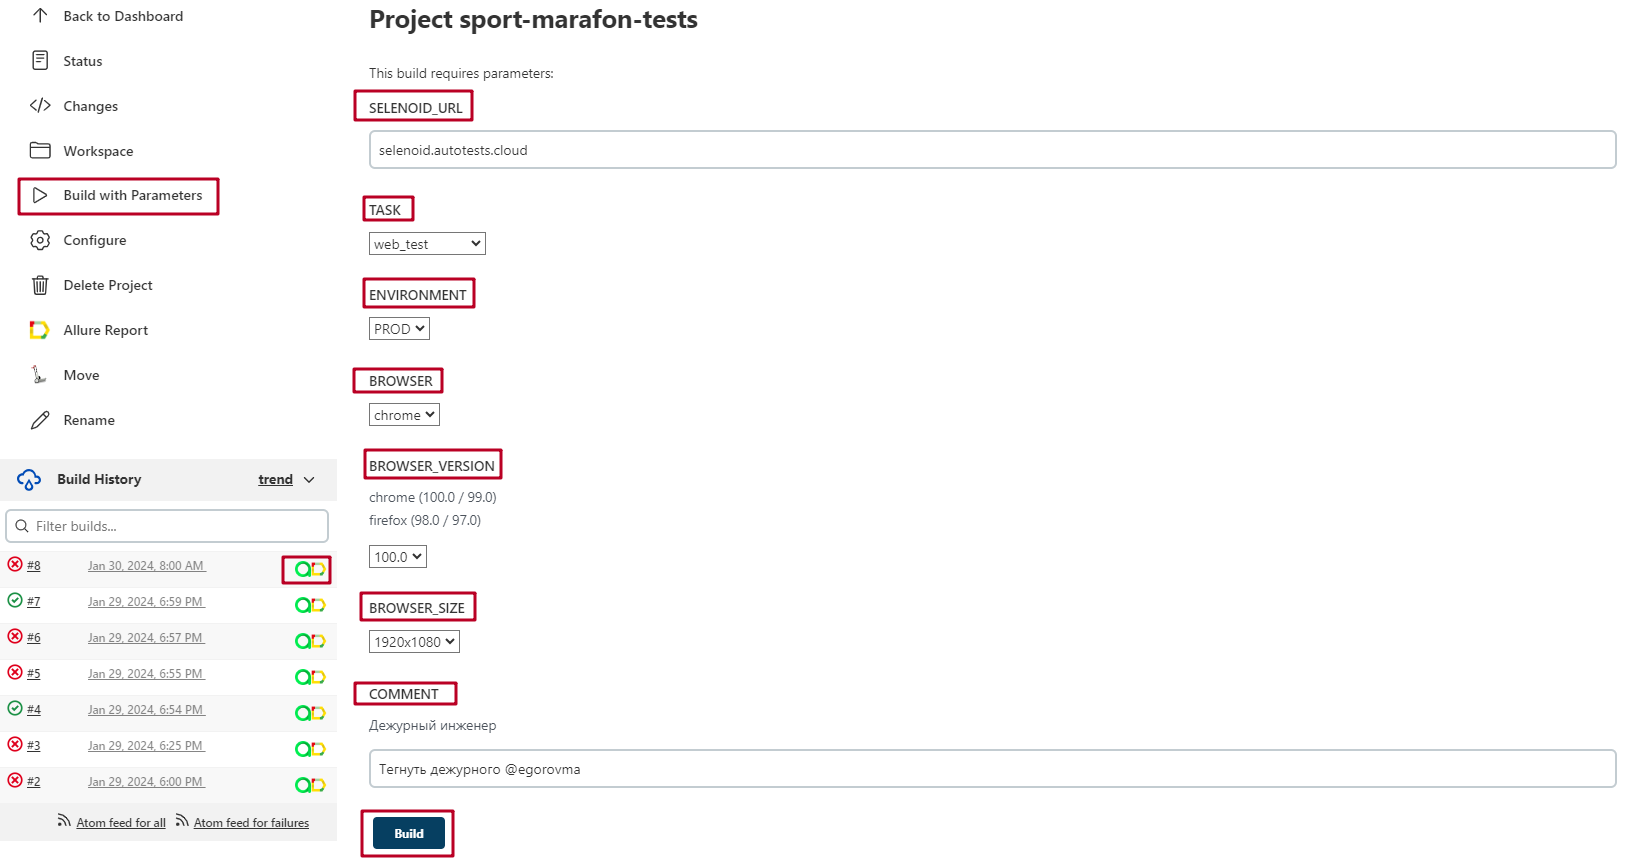 Back to Dashboard
Status
Changes
Workspace
Build with Parameters
Configure
Delete Project
Allure Report
Move
Rename
Build History trend
Filter builds...
#8 Jan 30, 2024, 8:00 AM
#7 Jan 29, 2024, 6:59 PM
#6 Jan 29, 2024, 6:57 PM
#5 Jan 29, 2024, 6:55 PM
#4 Jan 29, 2024, 6:54 PM
#3 Jan 29, 2024, 6:25 PM
#2 Jan 29, 2024, 6:00 PM
Atom feed for all Atom feed for failures
Project sport-marafon-tests
This build requires parameters:
SELENOID_URL
selenoid.autotests.cloud
TASK
web_test
ENVIRONMENT
PROD
BROWSER
chrome
BROWSER_VERSION
chrome (100.0 / 99.0)
firefox (98.0 / 97.0)
100.0
BROWSER_SIZE
1920x1080
COMMENT
Дежурный инженер
Тегнуть дежурного @egorovma
Build